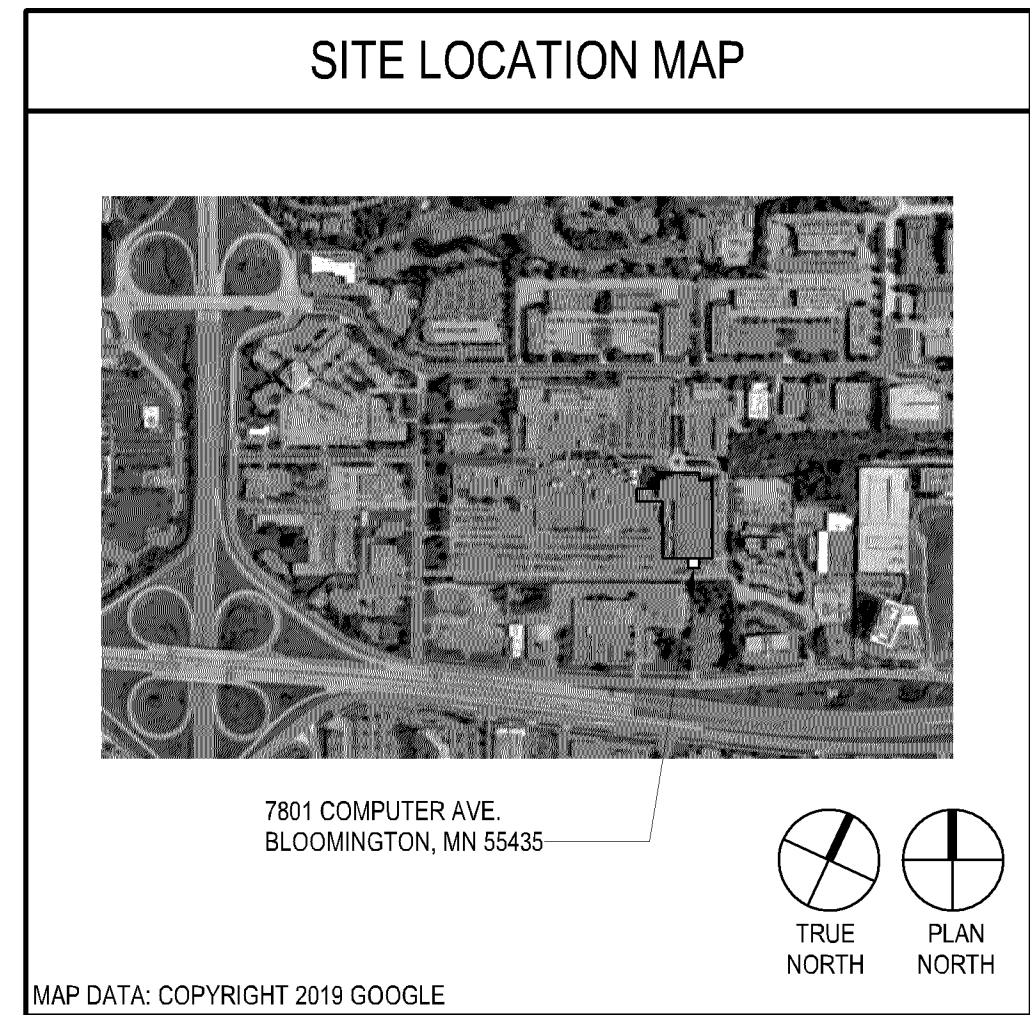 SITE LOCATION MAP
7801 COMPUTER AVE.
BLOOMINGTON, MN 55435
TRUE
NORTH
PLAN
NORTH
MAP DATA: COPYRIGHT 2019 GOOGLE